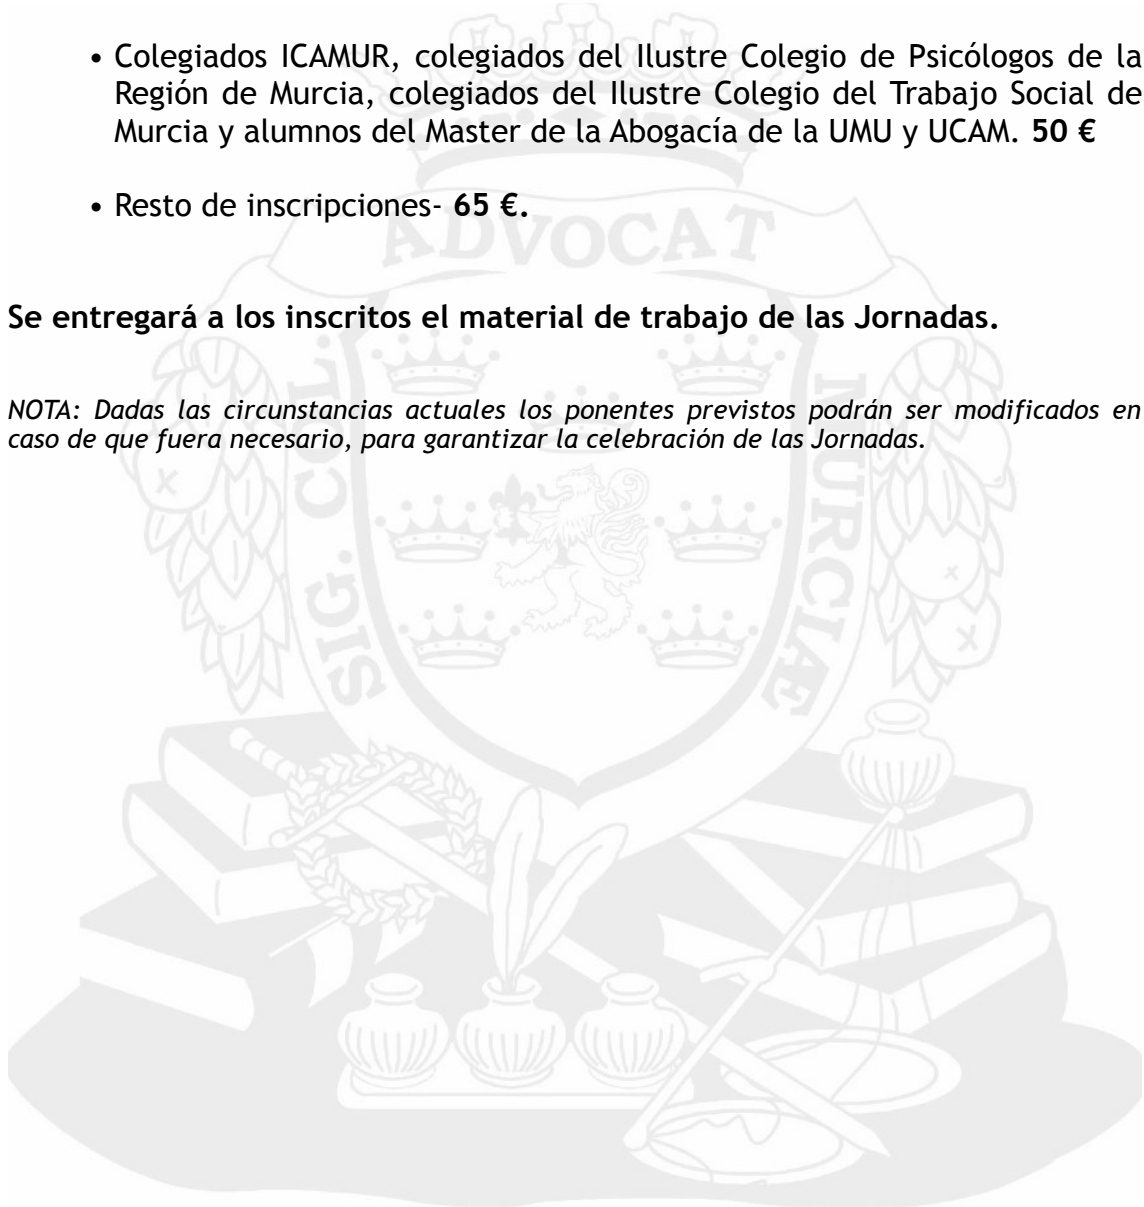 • Colegiados ICAMUR, colegiados del Ilustre Colegio de Psicólogos de la
Región de Murcia, colegiados del Ilustre Colegio del Trabajo Social de
Murcia y alumnos del Master de la Abogacía de la UMU y UCAM. 50 €
• Resto de inscripciones- 65 €.
ADVOCAT
Se entregará a los inscritos el material de trabajo de las Jornadas.
NOTA: Dadas las circunstancias actuales los ponentes previstos podrán ser modificados en
caso de que fuera necesario, para garantizar la celebración de las Jornadas.
SIG. COL.
MURCIÆ